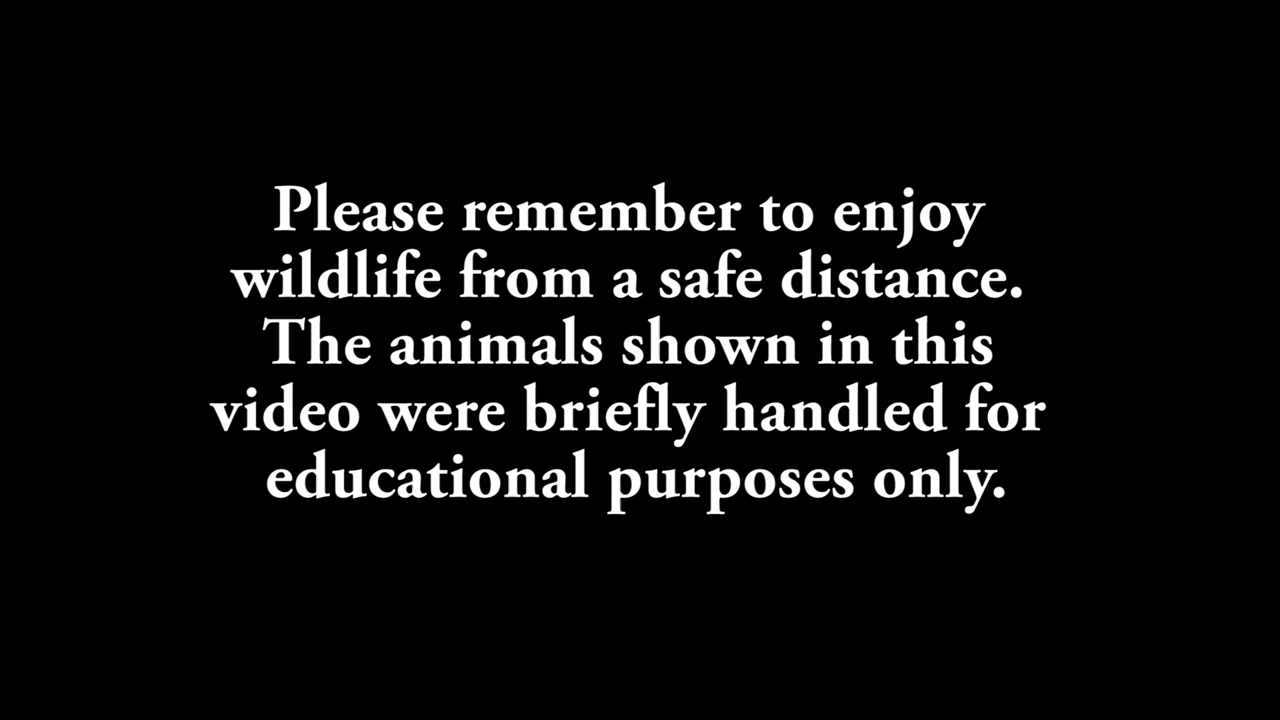 Please remember to enjoy
wildlife from a safe distance.
The animals shown in this
video were briefly handled for
educational purposes only.